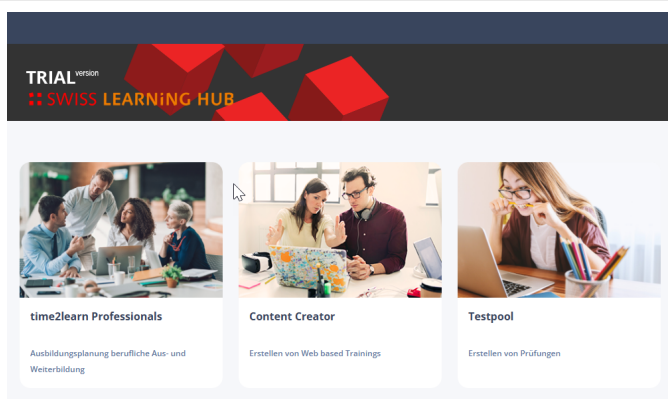 TRIAL version
SWISS LEARNiNG HUB
time2learn Professionals
Ausbildungsplanung berufliche Aus- und
Weiterbildung
Content Creator
Erstellen von Web based Trainings
Testpool
Erstellen von Prüfungen